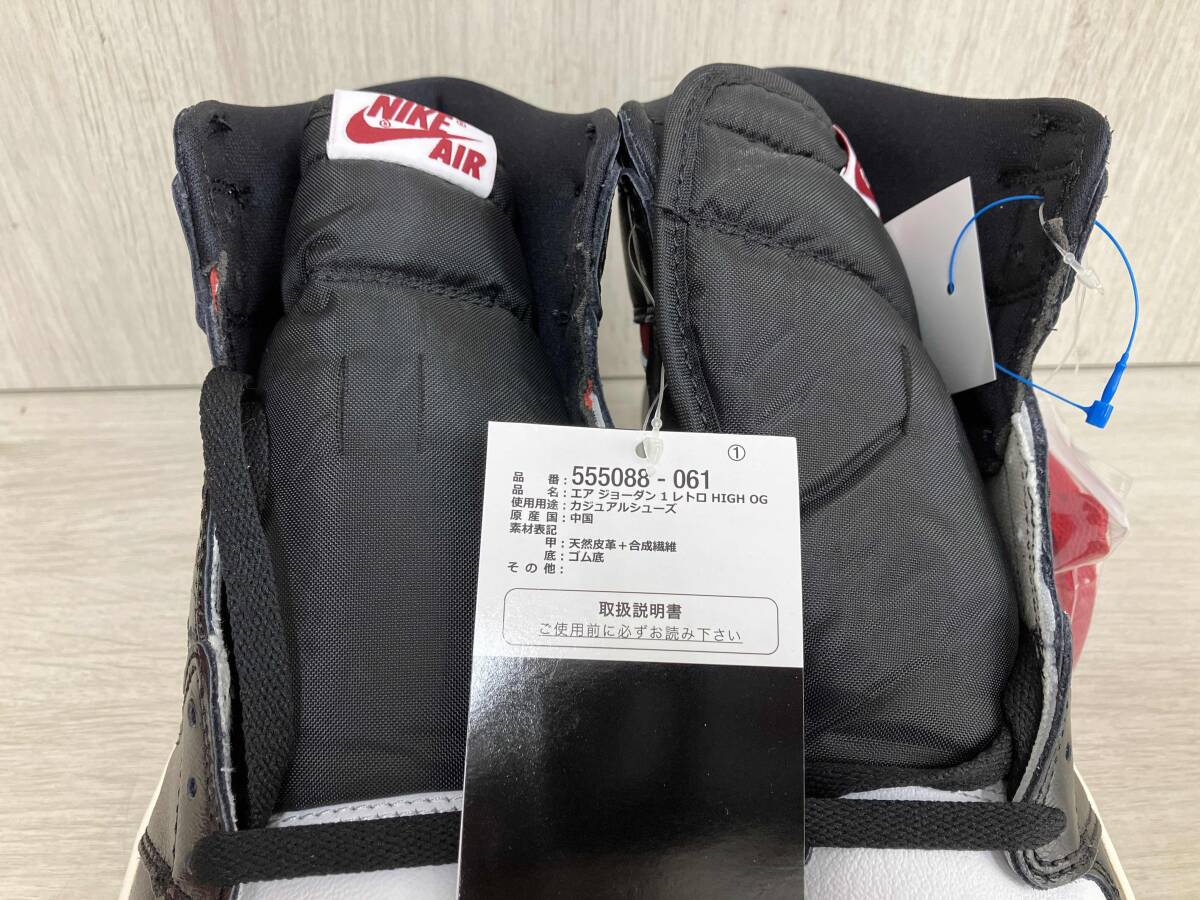 NIKE
AIR
①
品 番：555088 - 061
品 名：エア ジョーダン 1 レトロ HIGH OG
使用用途：カジュアルシューズ
原 産 国：中国
素材表記
甲：天然皮革＋合成繊維
底：ゴム底
そ の 他：
取扱説明書
ご使用前に必ずお読み下さい